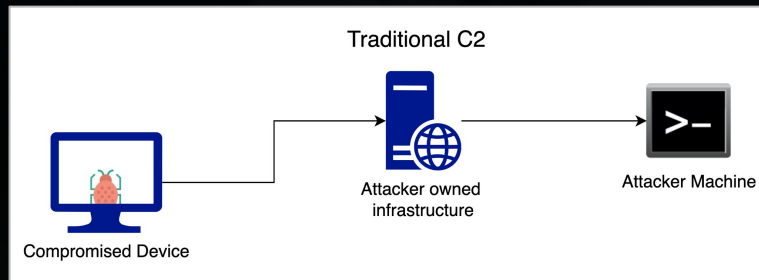 Traditional C2
>-
Attacker owned
infrastructure
Attacker Machine
Compromised Device